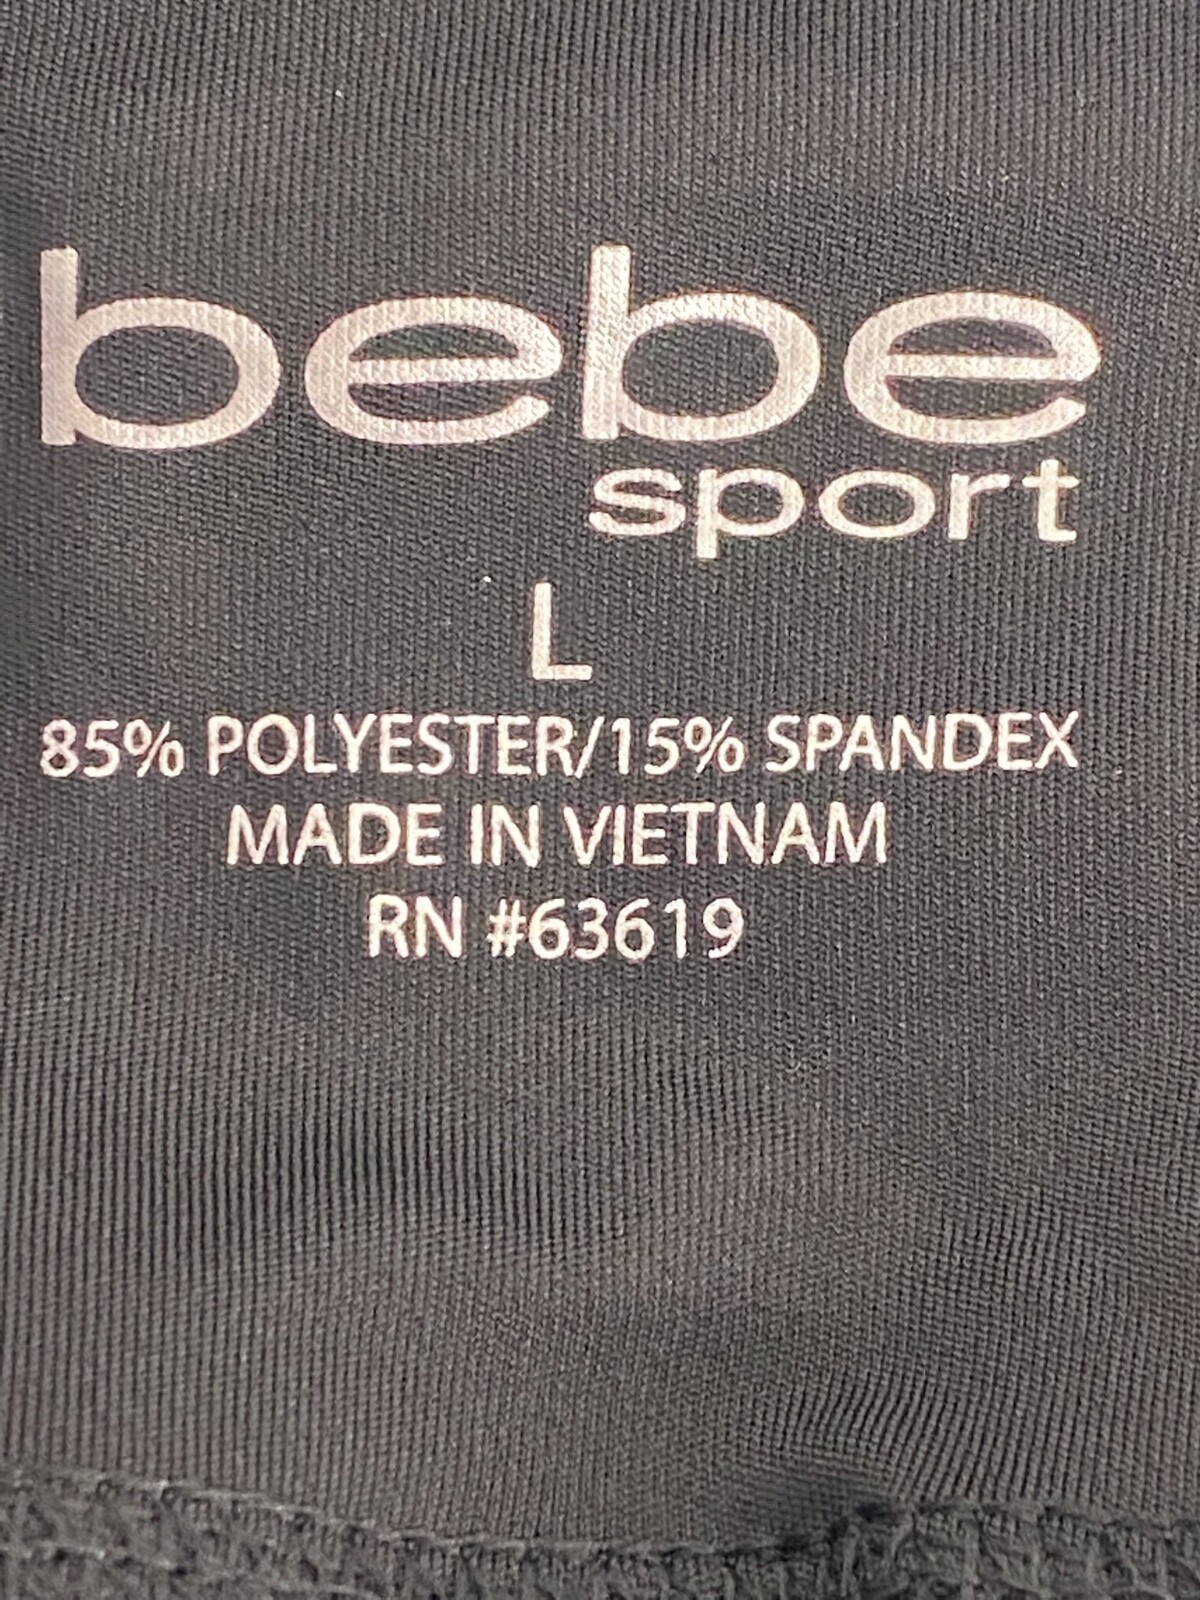 bebe
sport
L
85% POLYESTER/15% SPANDEX
MADE IN VIETNAM
RN #63619